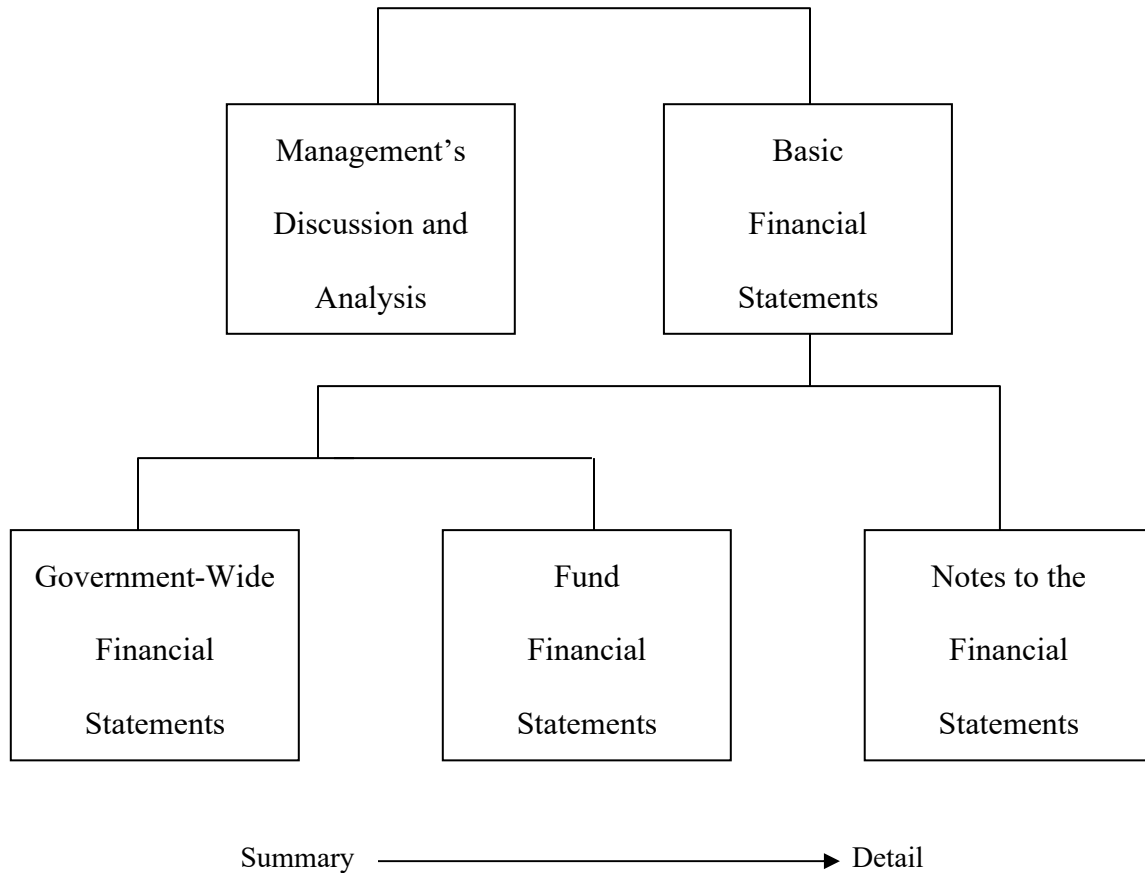 Management’s
Discussion and
Analysis
Basic
Financial
Statements
Government-Wide
Financial
Statements
Fund
Financial
Statements
Notes to the
Financial
Statements
Summary
Detail